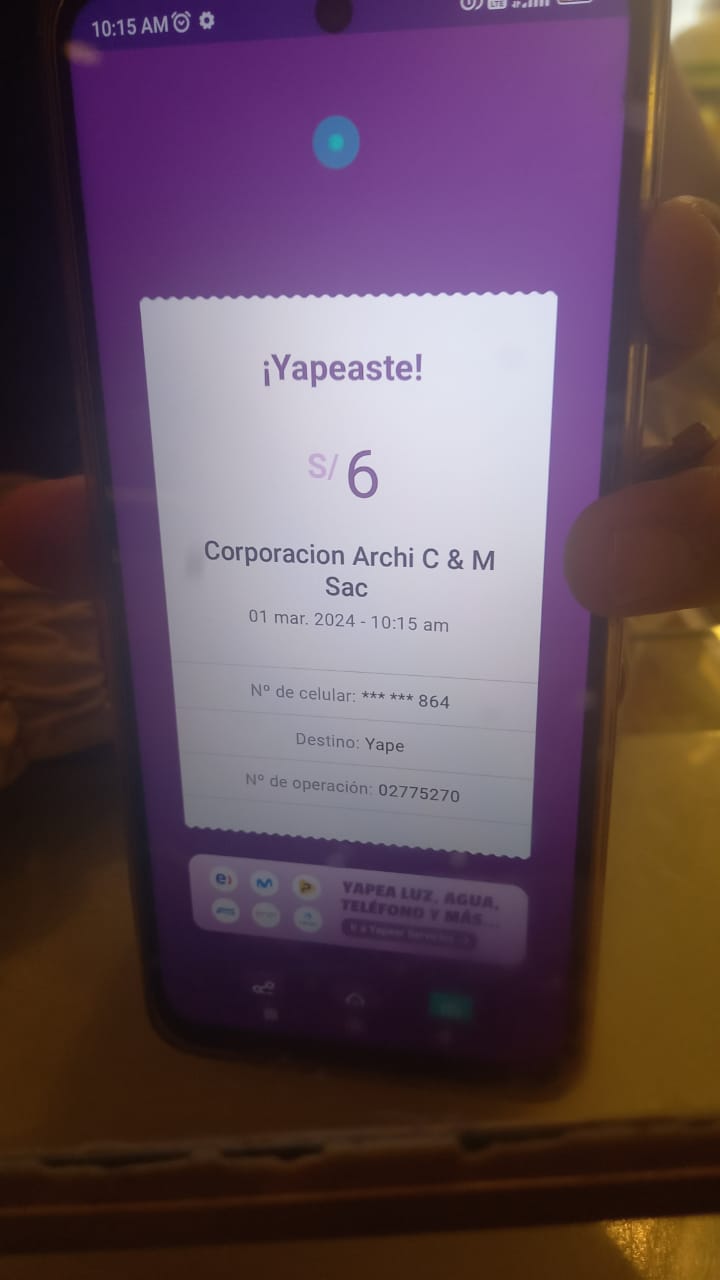 10:15 AM
¡Yapeaste!
S/ 6
Corporacion Archi C & M
Sac
01 mar. 2024 - 10:15 am
Nº de celular: *** *** 864
Destino: Yape
Nº de operación: 02775270
YAPEA LUZ, AGUA,
TELÉFONO Y MÁS...